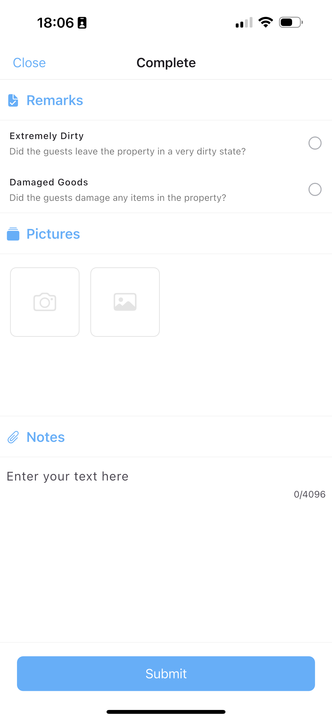 18:06
Close
Complete
Remarks
Extremely Dirty
Did the guests leave the property in a very dirty state?
Damaged Goods
Did the guests damage any items in the property?
Pictures
Notes
Enter your text here
0/4096
Submit